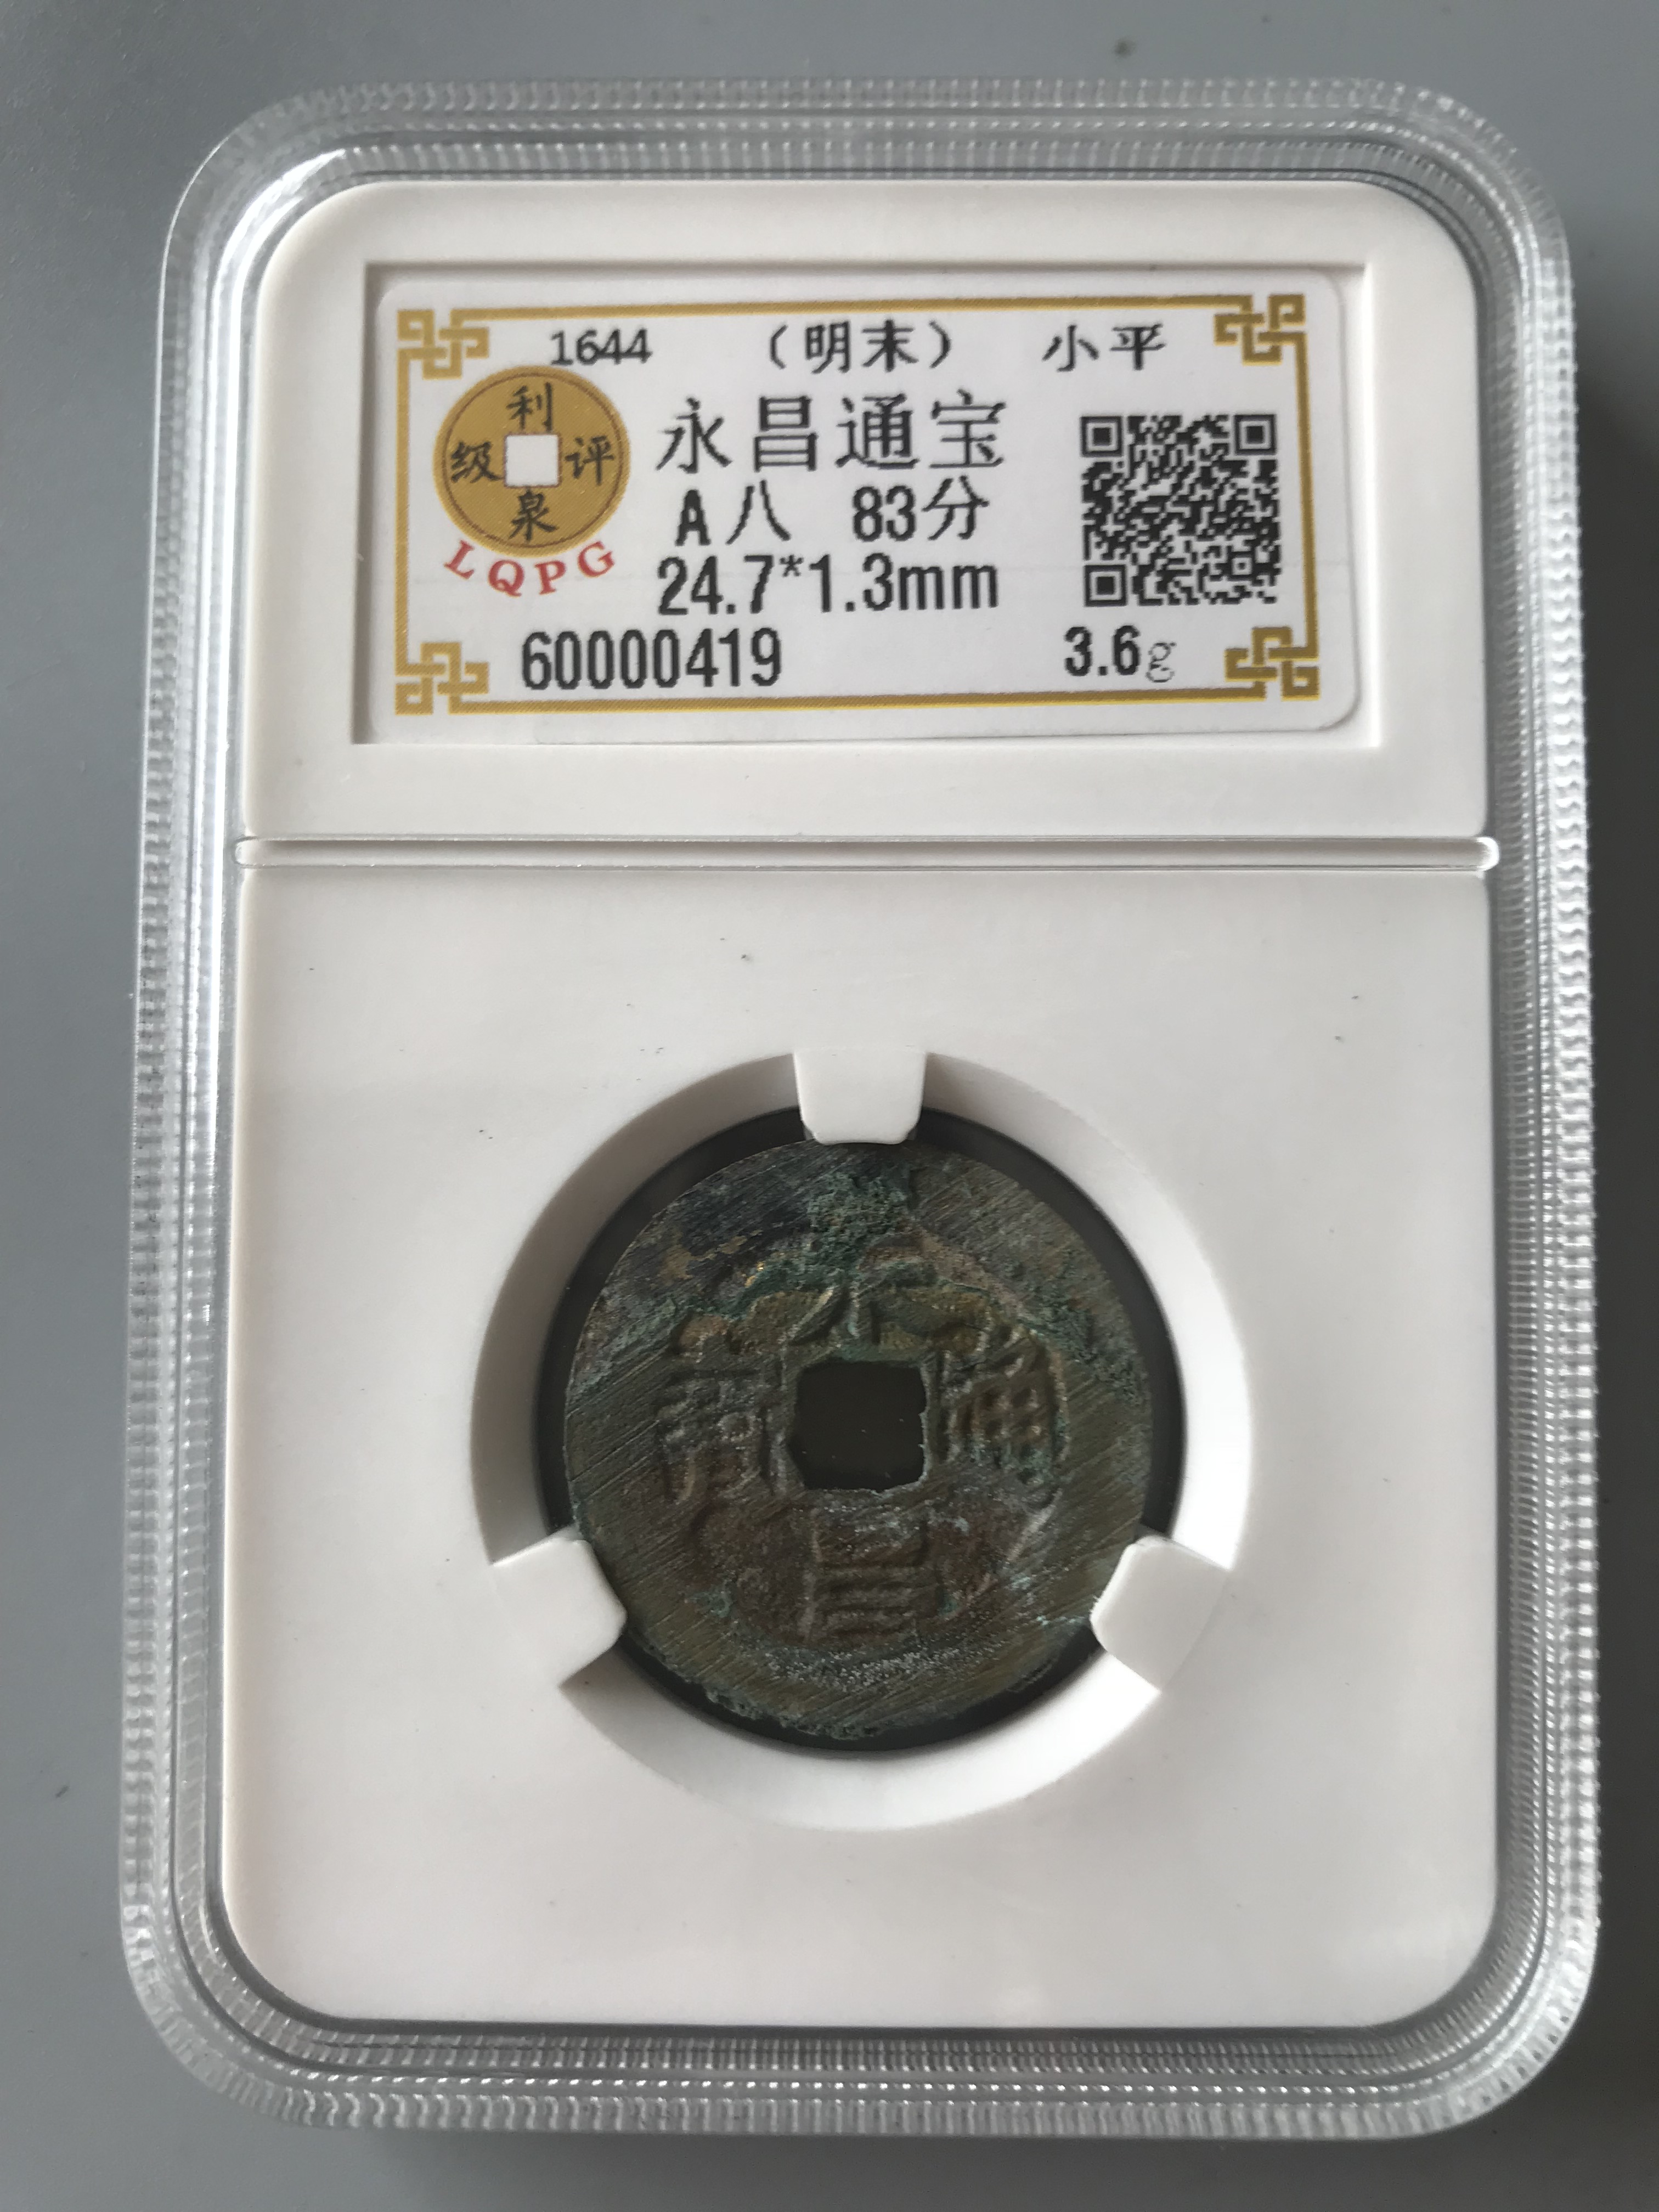 1644 （明末） 小平
利泉评级
LQPG
永昌通宝
A八 83分
24.7*1.3mm
60000419 3.6g
永昌通寶